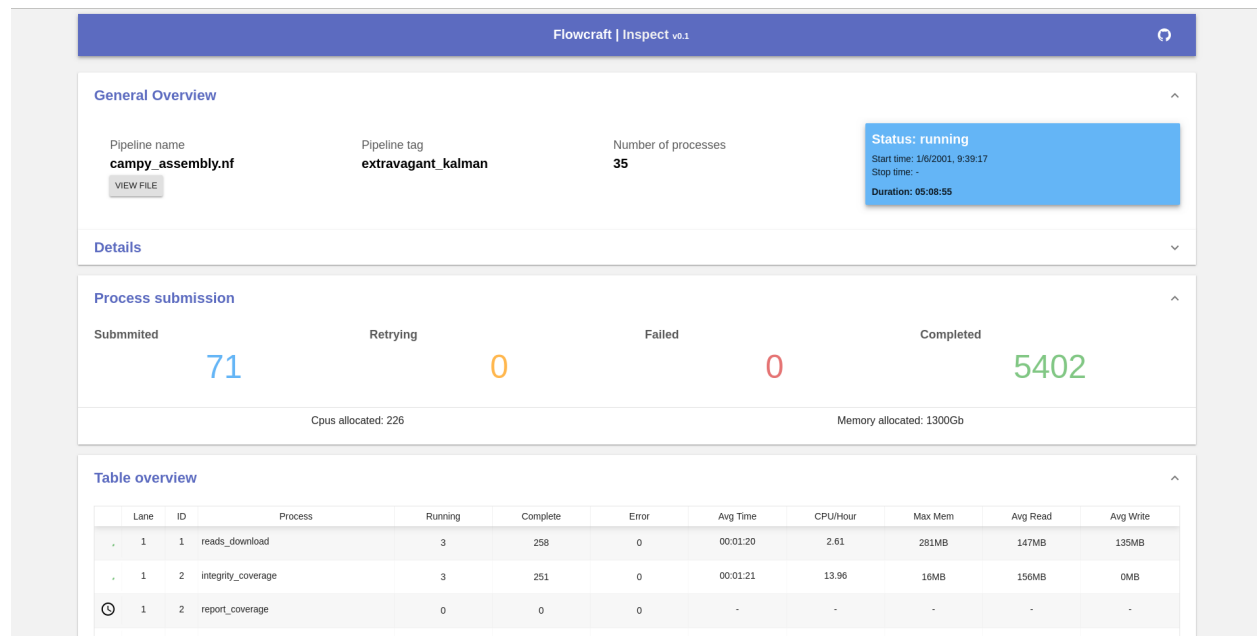 Flowcraft | Inspect v0.1
General Overview
Pipeline name
campy_assembly.nf
VIEW FILE
Pipeline tag
extravagant_kalman
Number of processes
35
Status: running
Start time: 1/6/2001, 9:39:17
Stop time: -
Duration: 05:08:55
Details
Process submission
Submmited Retrying Failed Completed
71 0 0 5402
Cpus allocated: 226 Memory allocated: 1300Gb
Table overview
Lane ID Process Running Complete Error Avg Time CPU/Hour Max Mem Avg Read Avg Write
1 1 reads_download 3 258 0 00:01:20 2.61 281MB 147MB 135MB
1 2 integrity_coverage 3 251 0 00:01:21 13.96 16MB 156MB 0MB
1 2 report_coverage 0 0 0 - - - - -